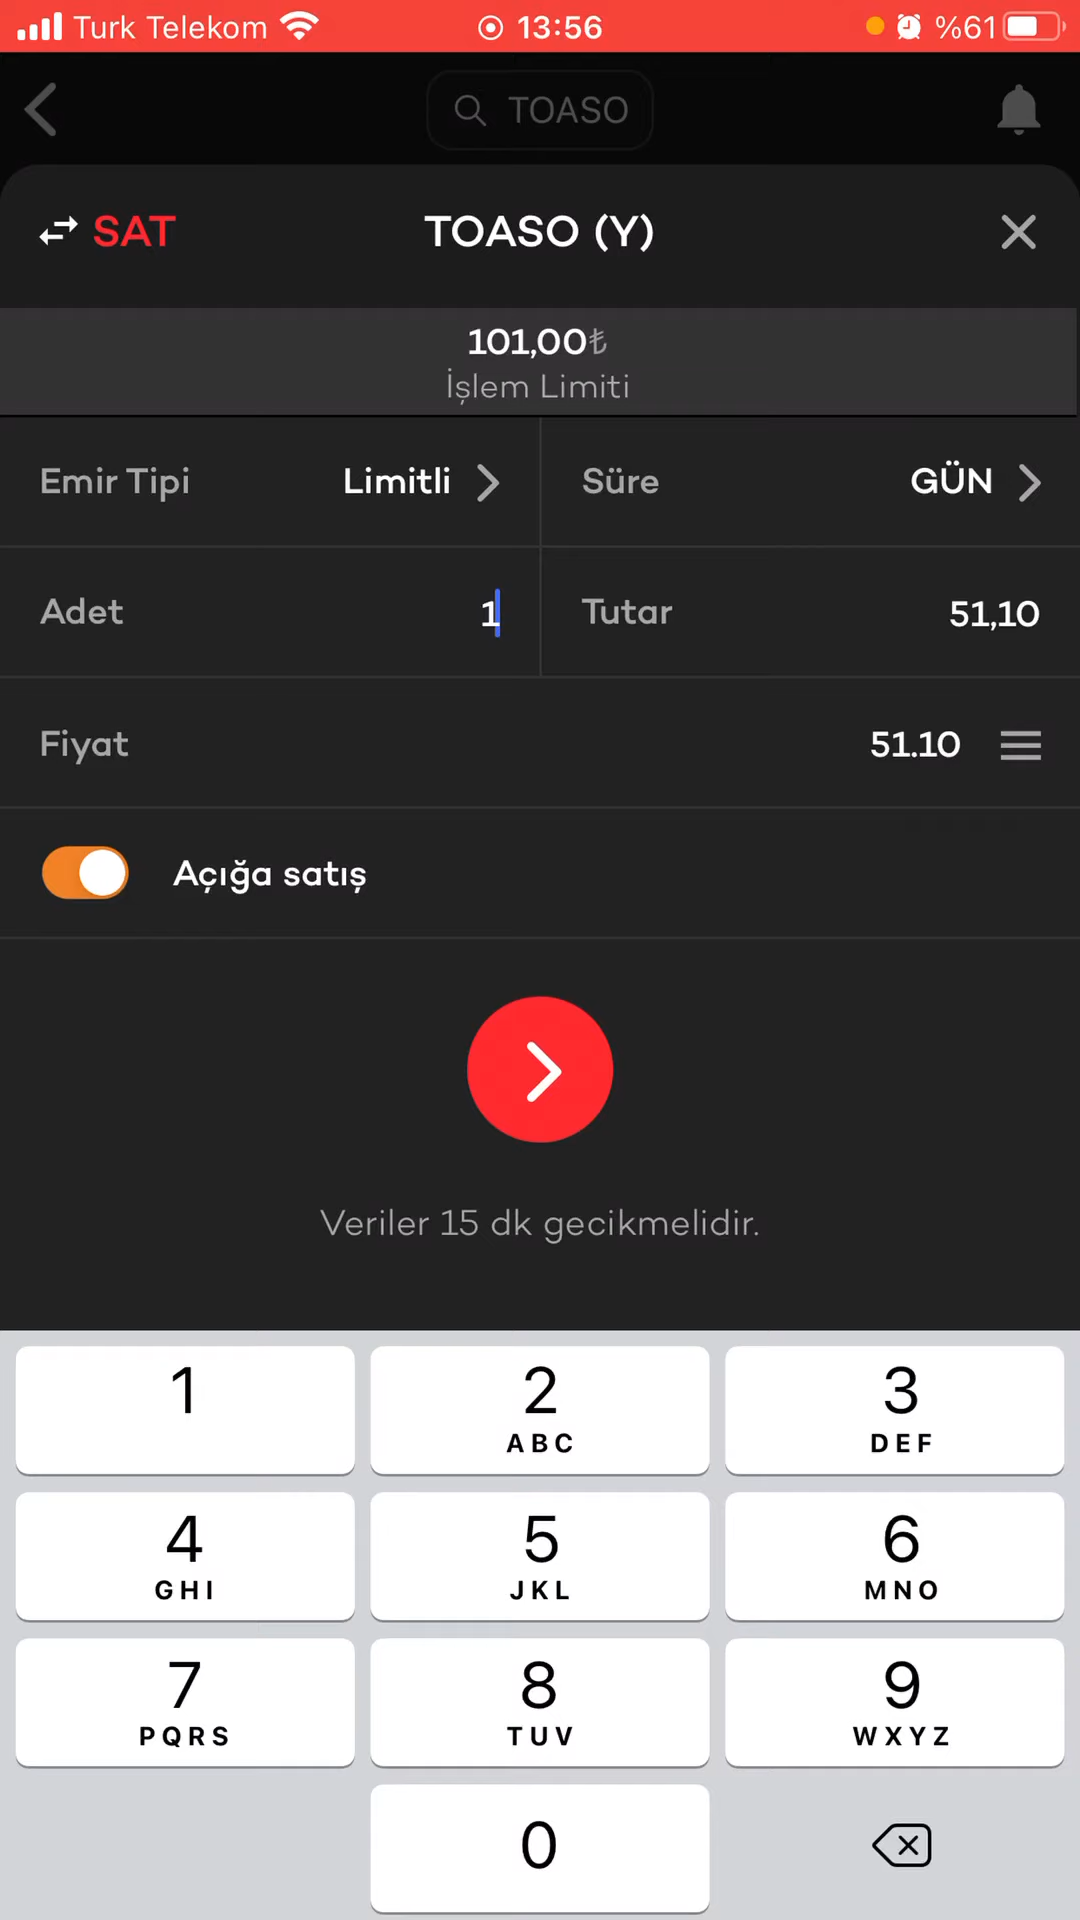 Turk Telekom 13:56 %61
TOASO
SAT TOASO (Y)
101,00₺
İşlem Limiti
Emir Tipi Limitli Süre GÜN
Adet 1 Tutar 51,10
Fiyat 51.10
Açığa satış
Veriler 15 dk gecikmelidir.
1 2 3
ABC DEF
4 5 6
GHI JKL MNO
7 8 9
PQRS TUV WXYZ
0